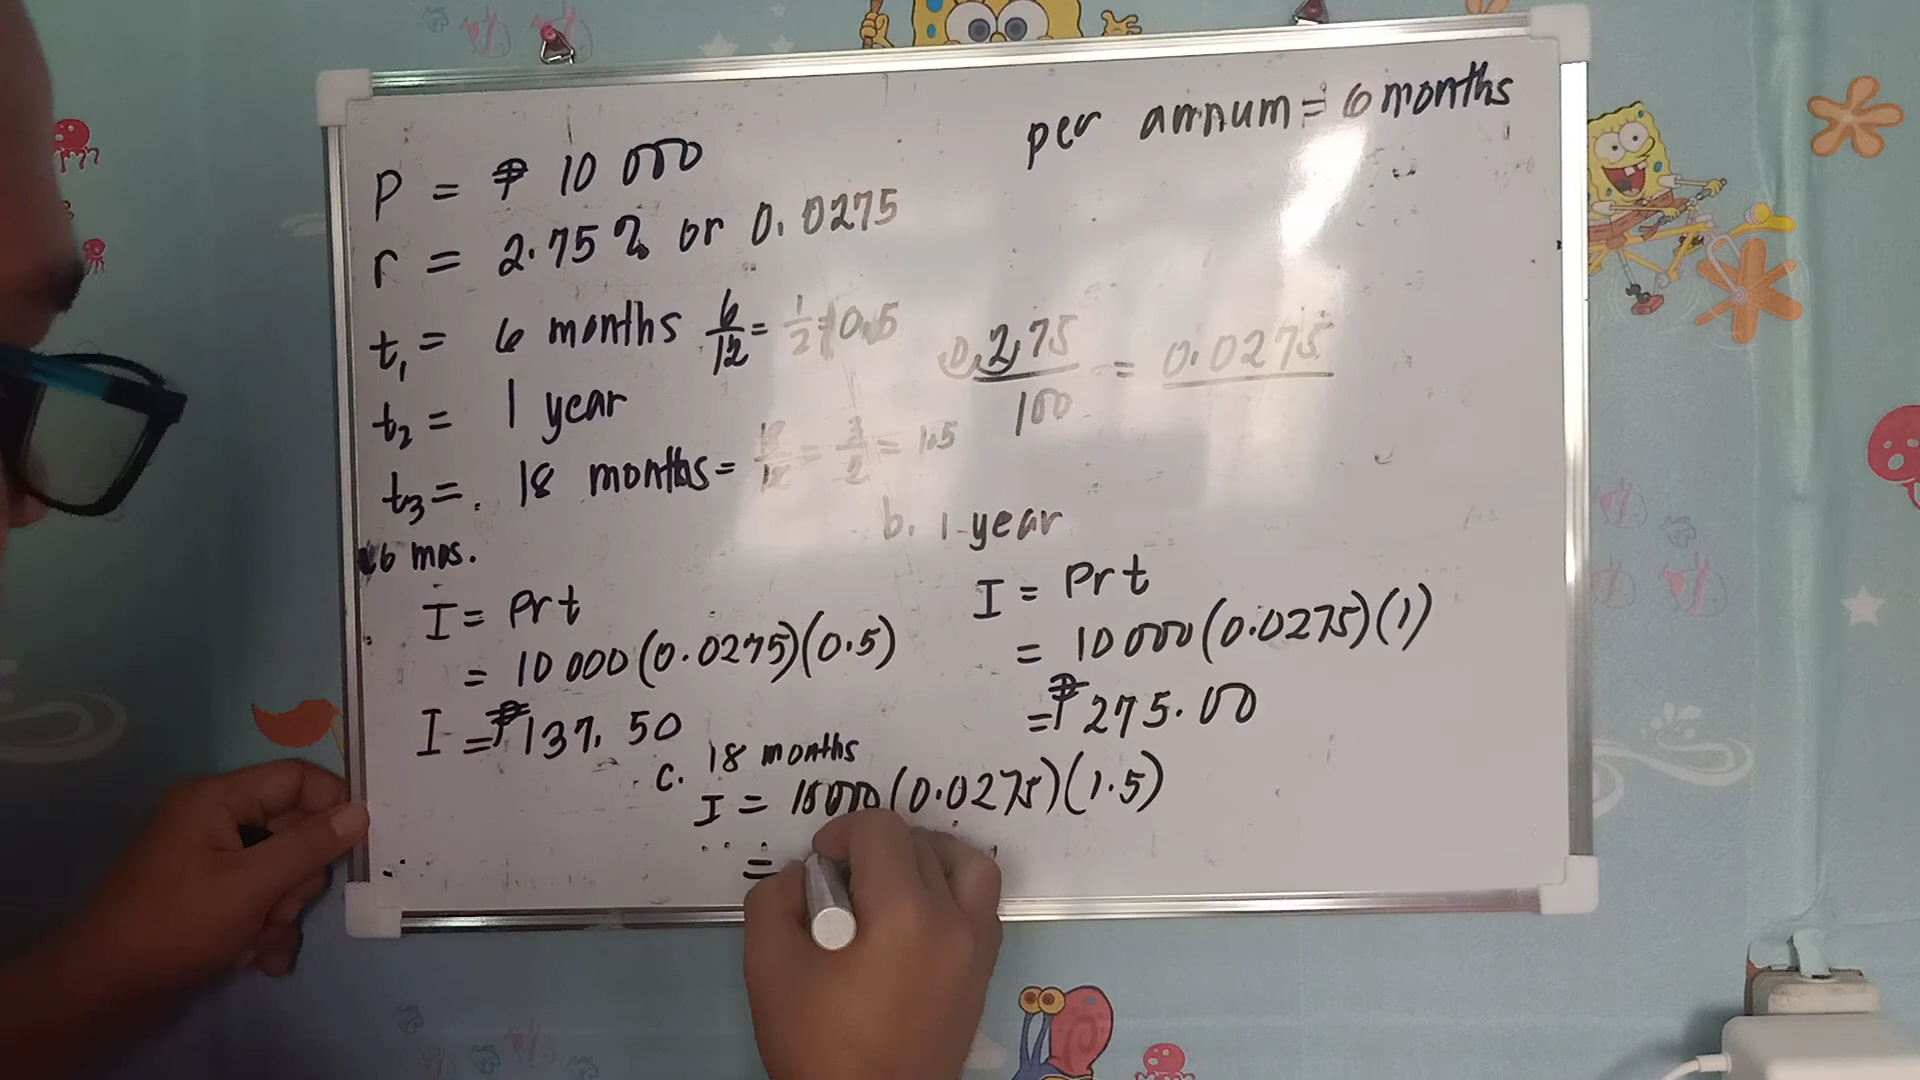 per annum = 6 months
P = ₱ 10 000
r = 2.75% or 0.0275
t₁ = 6 months 6/12 = 1/2 = 0.5
0.2.75/100 = 0.0275
t₂ = 1 year
t₃ = . 18 months = 18/12 = 3/2 = 1.5
6 mos.
I = Prt
= 10 000 (0.0275)(0.5)
I = ₱137.50
b. 1 year
I = Prt
= 10 000 (0.0275)(1)
= ₱275.00
c. 18 months
I = 10000 (0.0275)(1.5)
=